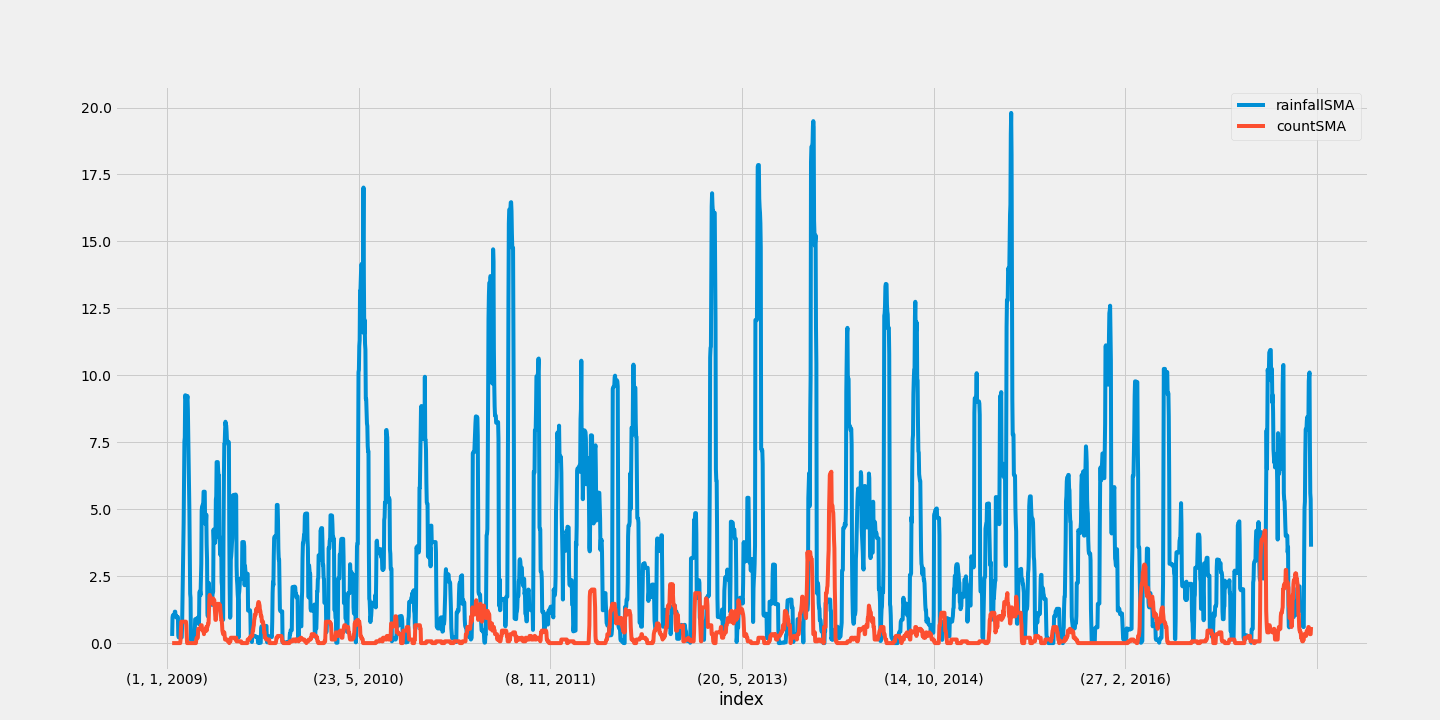 20.0
17.5
15.0
12.5
10.0
7.5
5.0
2.5
0.0
rainfallSMA
countSMA
(1, 1, 2009) (23, 5, 2010) (8, 11, 2011) (20, 5, 2013) (14, 10, 2014) (27, 2, 2016)
index